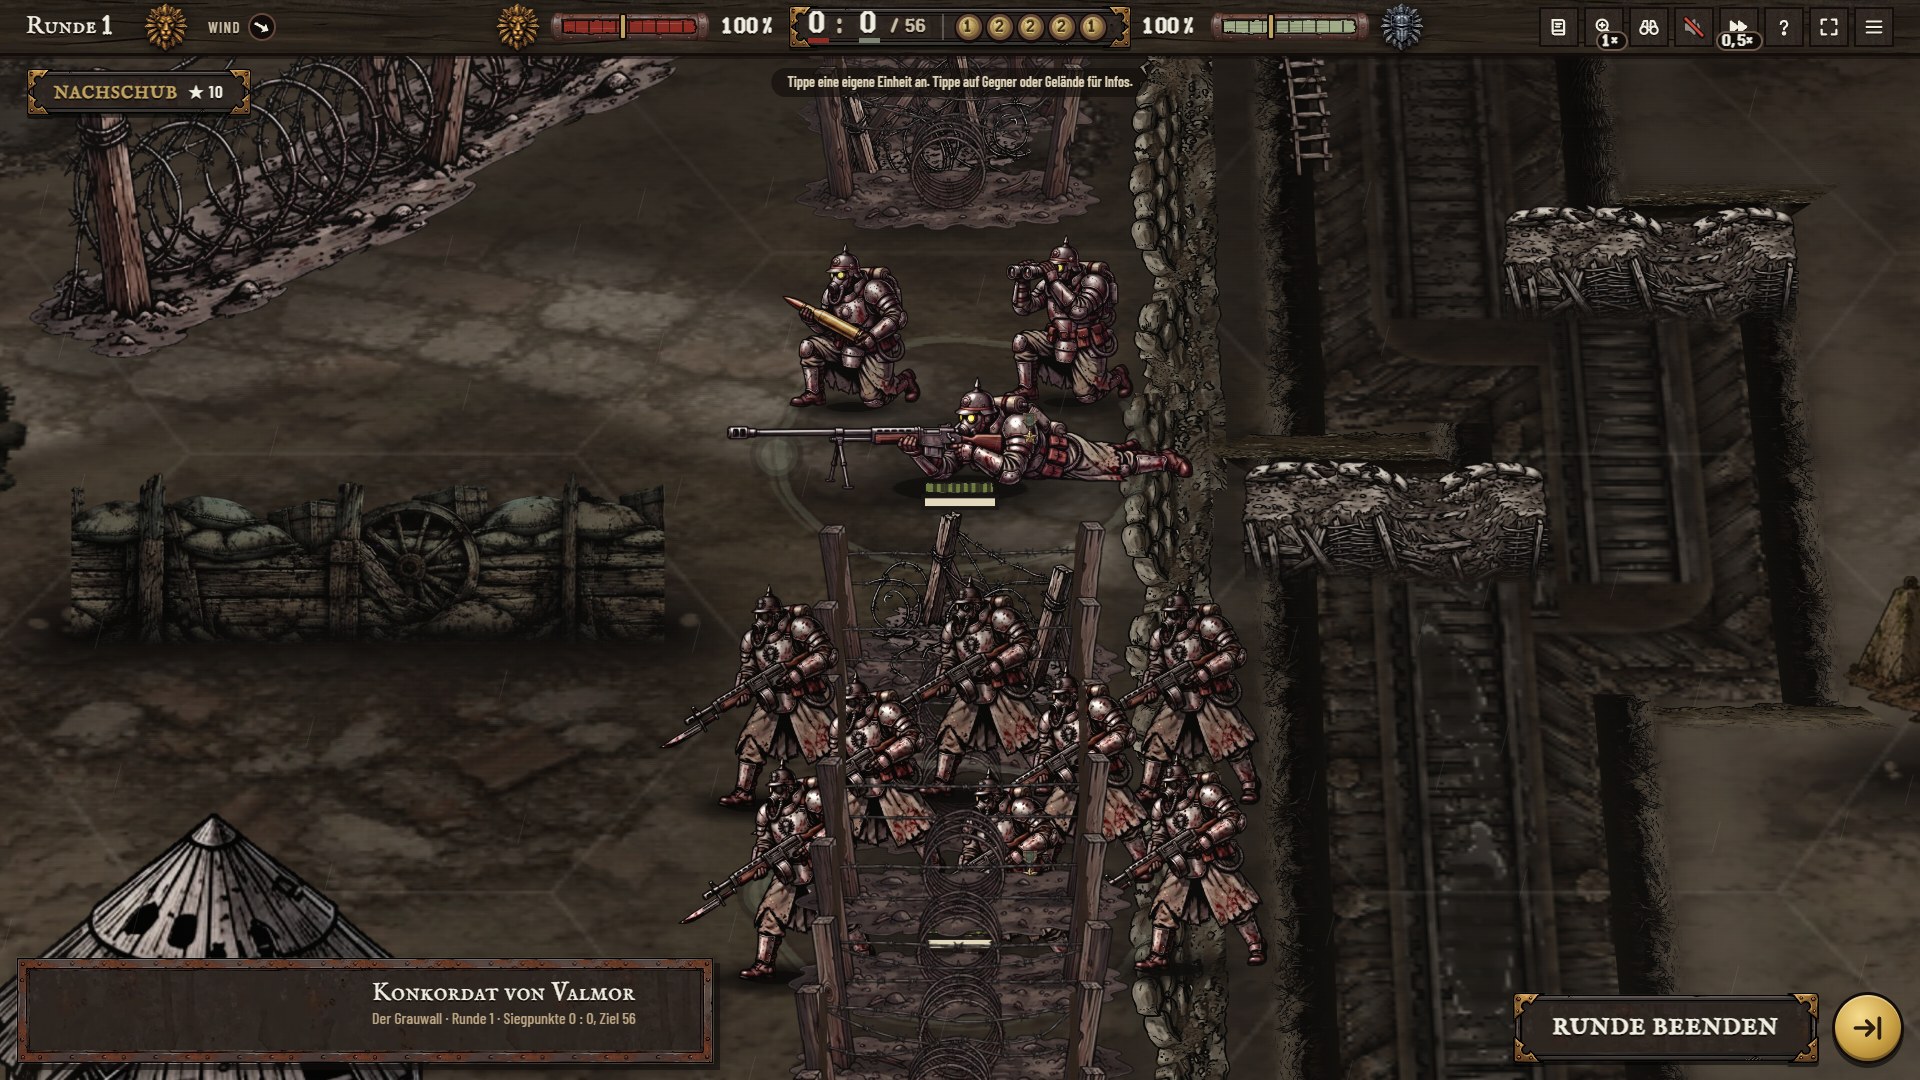 Runde 1
WIND
100 %
0 : 0 / 56
1 2 2 2 1
100 %
1×
0,5×
?
NACHSCHUB ★ 10
Tippe eine eigene Einheit an. Tippe auf Gegner oder Gelände für Infos.
Konkordat von Valmor
Der Grauwall · Runde 1 · Siegpunkte 0 : 0, Ziel 56
RUNDE BEENDEN